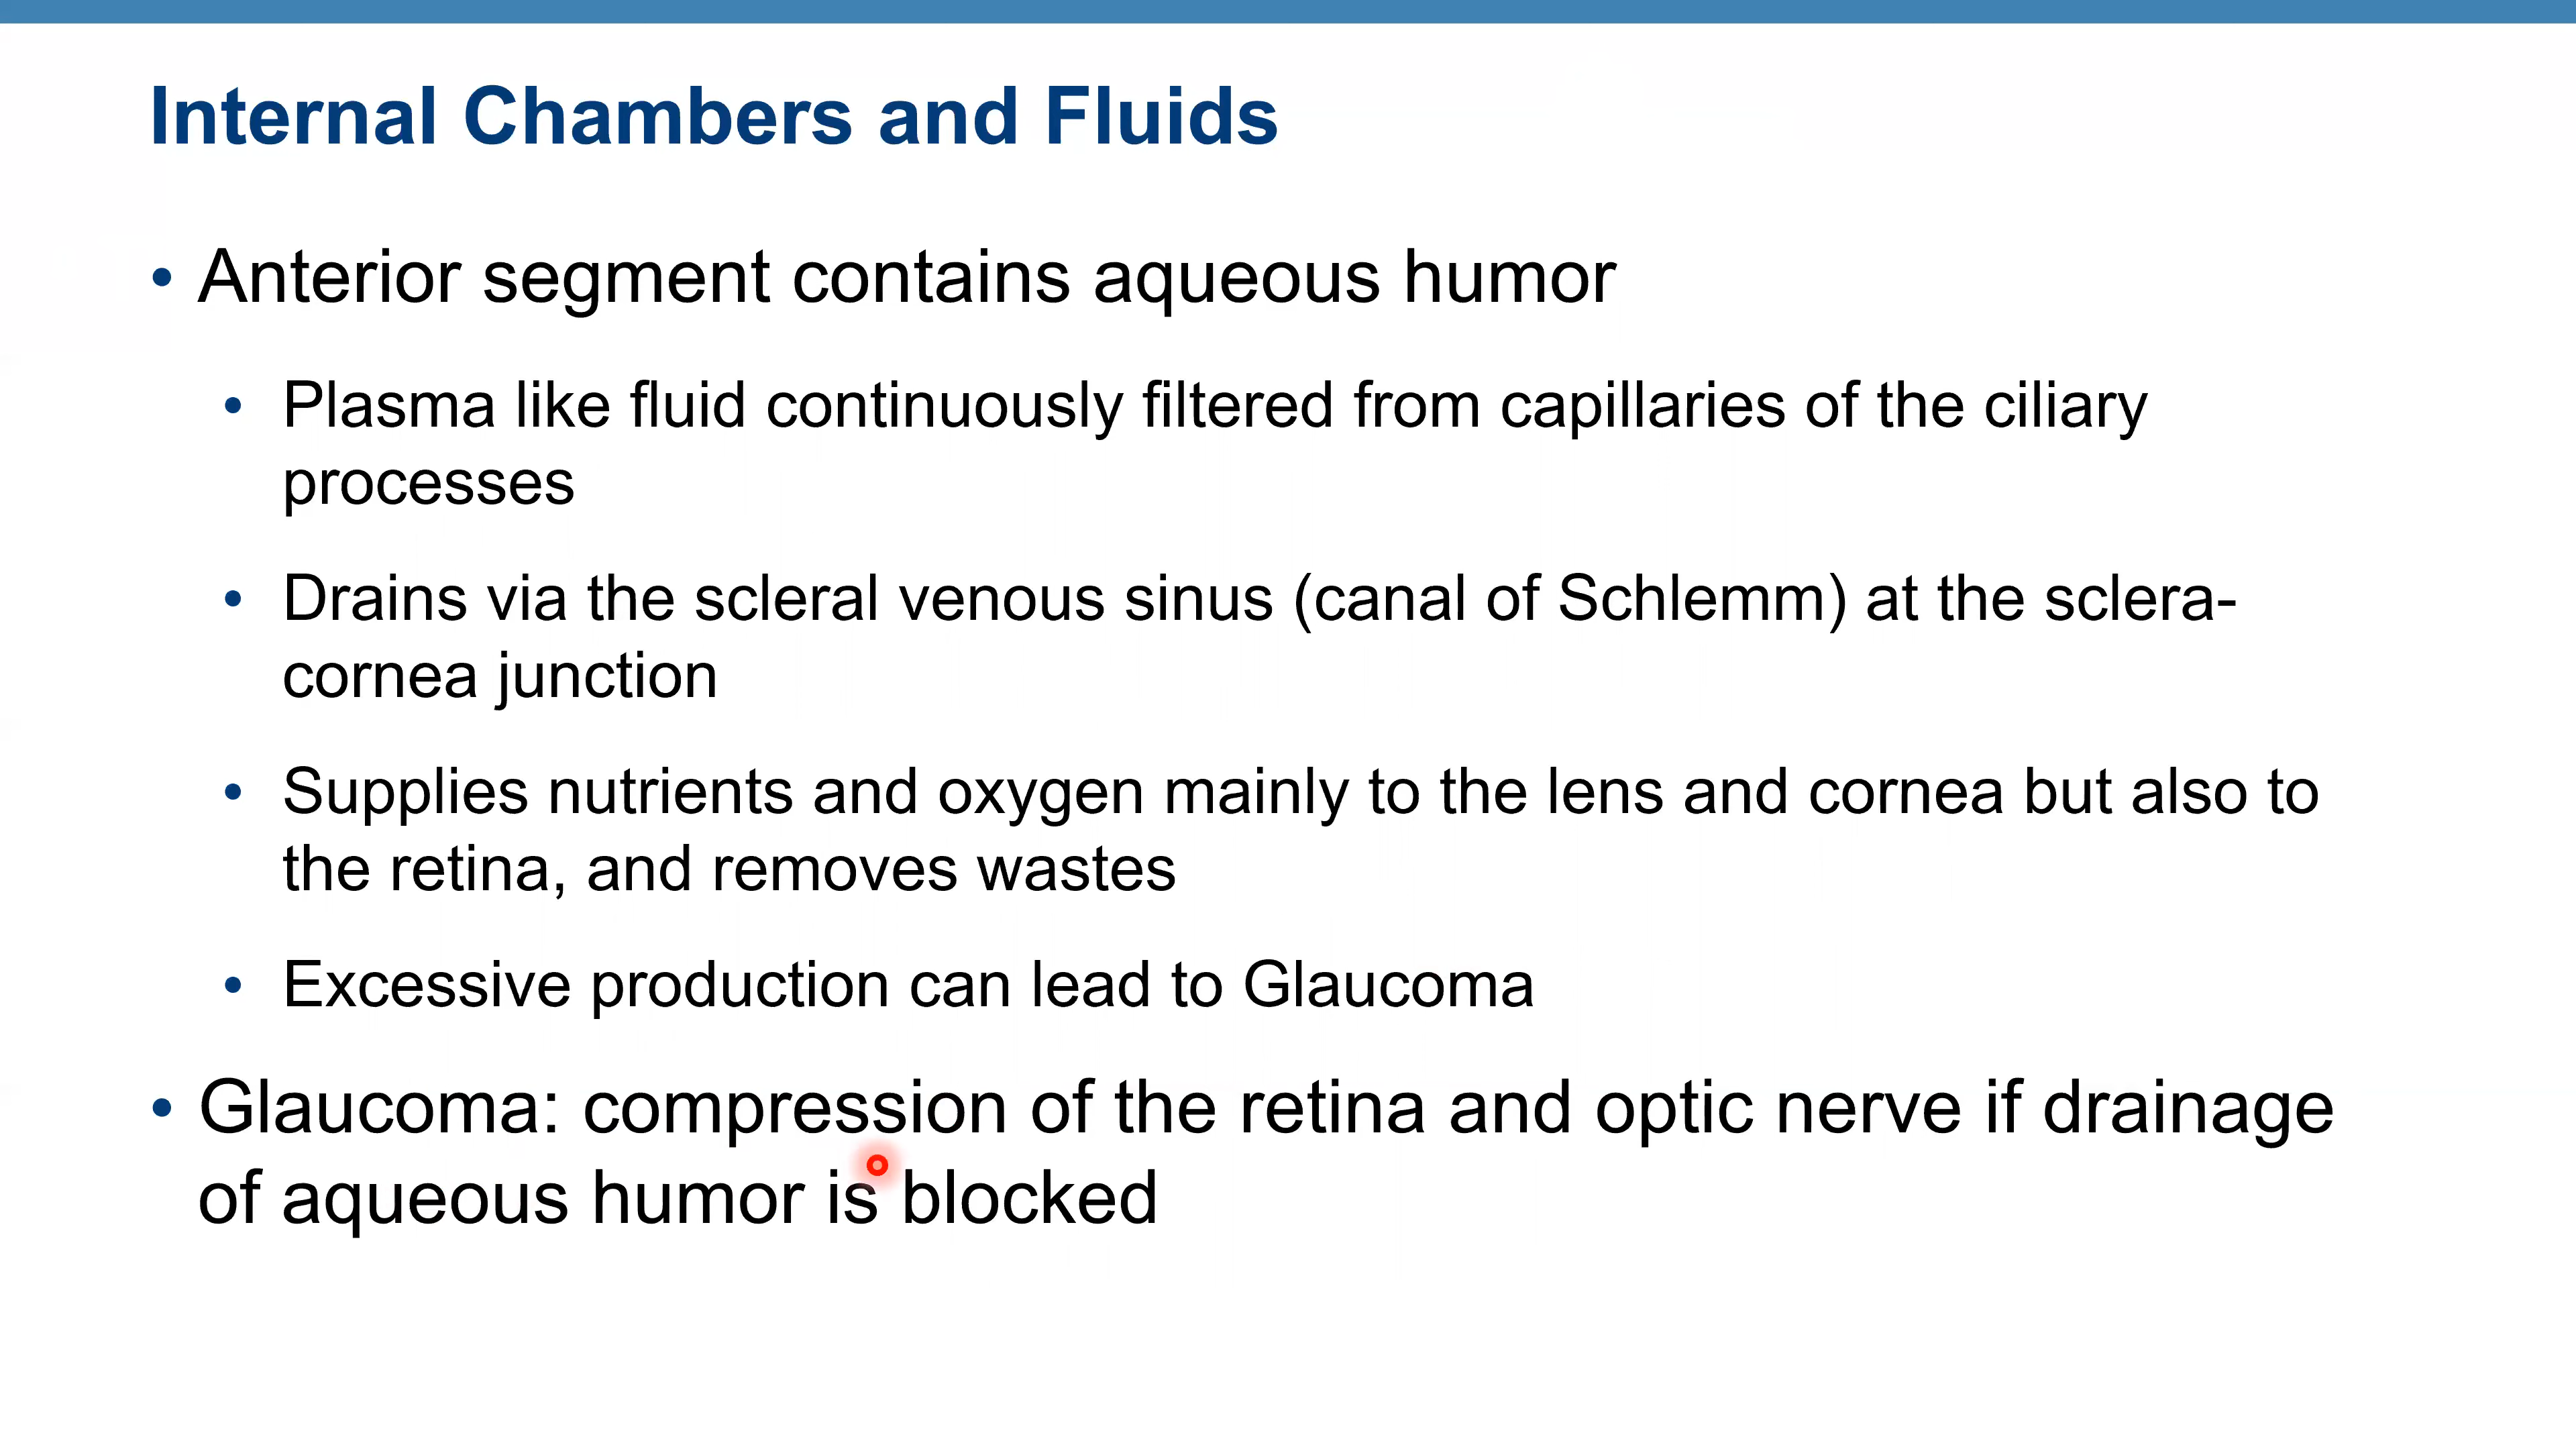 Internal Chambers and Fluids
• Anterior segment contains aqueous humor
• Plasma like fluid continuously filtered from capillaries of the ciliary
processes
• Drains via the scleral venous sinus (canal of Schlemm) at the sclera-
cornea junction
• Supplies nutrients and oxygen mainly to the lens and cornea but also to
the retina, and removes wastes
• Excessive production can lead to Glaucoma
• Glaucoma: compression of the retina and optic nerve if drainage
of aqueous humor is blocked